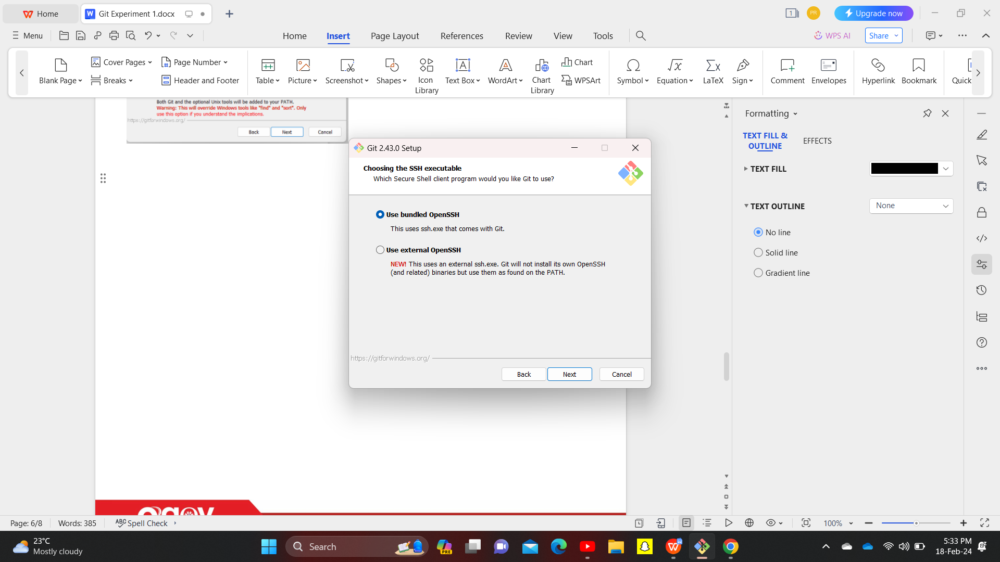 Home
Git Experiment 1.docx
1
PR
Upgrade now
Menu
Home
Insert
Page Layout
References
Review
View
Tools
WPS AI
Share
Blank Page
Cover Pages
Breaks
Page Number
Header and Footer
Table
Picture
Screenshot
Shapes
Icon
Library
Text Box
WordArt
Chart
Library
Chart
WPSArt
Symbol
Equation
LaTeX
Sign
Comment
Envelopes
Hyperlink
Bookmark
Quick
Both Git and the optional Unix tools will be added to your PATH.
Warning: This will override Windows tools like "find" and "sort". Only
use this option if you understand the implications.
https://gitforwindows.org/
Back
Next
Cancel
Git 2.43.0 Setup
Choosing the SSH executable
Which Secure Shell client program would you like Git to use?
Use bundled OpenSSH
This uses ssh.exe that comes with Git.
Use external OpenSSH
NEW! This uses an external ssh.exe. Git will not install its own OpenSSH
(and related) binaries but use them as found on the PATH.
https://gitforwindows.org/
Back
Next
Cancel
Formatting
TEXT FILL &
OUTLINE
EFFECTS
TEXT FILL
TEXT OUTLINE
None
No line
Solid line
Gradient line
Page: 6/8
Words: 385
Spell Check
100%
23°C
Mostly cloudy
Search
PRE
5:33 PM
18-Feb-24